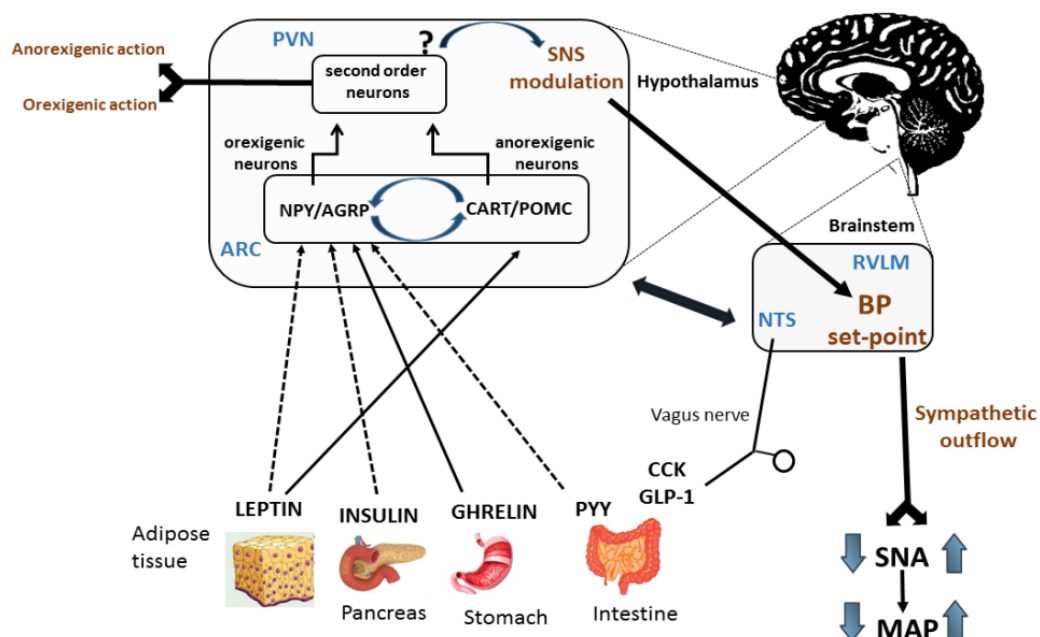 PVN
?
Anorexigenic action
Orexigenic action
second order
neurons
SNS
modulation
Hypothalamus
orexigenic
neurons
anorexigenic
neurons
NPY/AGRP
CART/POMC
ARC
Brainstem
RVLM
NTS
BP
set-point
Vagus nerve
Sympathetic
outflow
CCK
GLP-1
LEPTIN
INSULIN
GHRELIN
PYY
Adipose
tissue
Pancreas
Stomach
Intestine
SNA
MAP